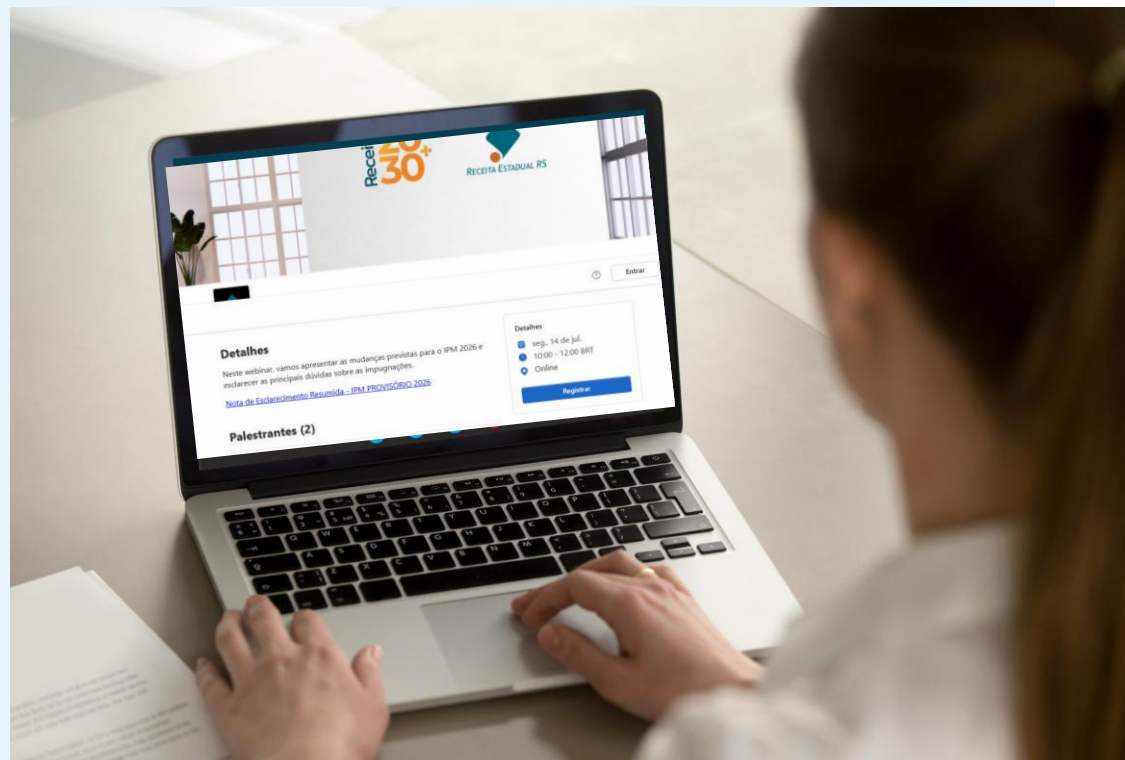 Recei
20
30+
RECEITA ESTADUAL RS
Entrar
Detalhes
Neste webinar, vamos apresentar as mudanças previstas para o IPM 2026 e
esclarecer as principais dúvidas sobre as impugnações.
Nota de Esclarecimento Resumida - IPM PROVISÓRIO 2026
Palestrantes (2)
Detalhes
seg., 14 de jul.
10:00 - 12:00 BRT
Online
Registrar